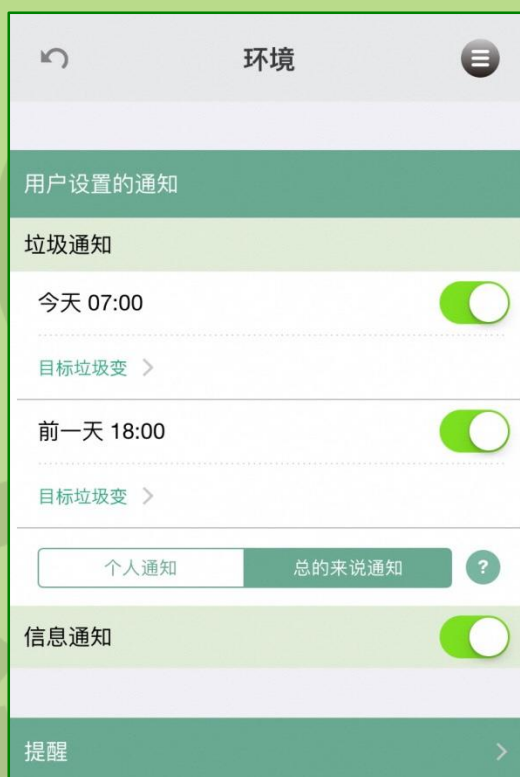 环境
用户设置的通知
垃圾通知
今天 07:00
目标垃圾变
前一天 18:00
目标垃圾变
个人通知 总的来说通知 ?
信息通知
提醒